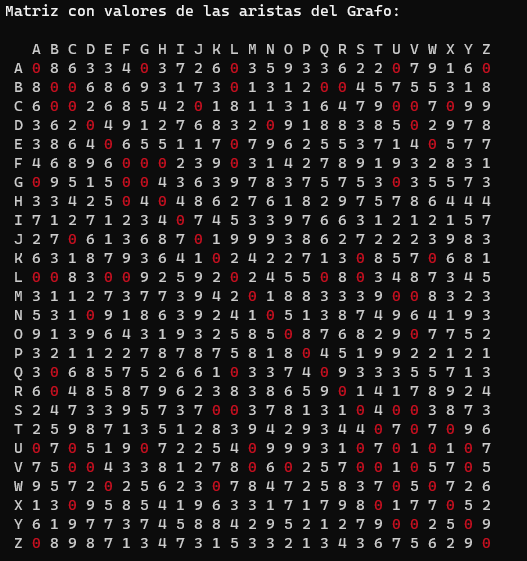 Matriz con valores de las aristas del Grafo:
A B C D E F G H I J K L M N O P Q R S T U V W X Y Z
A 0 8 6 3 3 4 0 3 7 2 6 0 3 5 9 3 3 6 2 2 0 7 9 1 6 0
B 8 0 0 6 8 6 9 3 1 7 3 0 1 3 1 2 0 0 4 5 7 5 5 3 1 8
C 6 0 0 2 6 8 5 4 2 0 1 8 1 1 3 1 6 4 7 9 0 0 7 0 9 9
D 3 6 2 0 4 9 1 2 7 6 8 3 2 0 9 1 8 8 3 8 5 0 2 9 7 8
E 3 8 6 4 0 6 5 5 1 1 7 0 7 9 6 2 5 5 3 7 1 4 0 5 7 7
F 4 6 8 9 6 0 0 0 2 3 9 0 3 1 4 2 7 8 9 1 9 3 2 8 3 1
G 0 9 5 1 5 0 0 4 3 6 3 9 7 8 3 7 5 7 5 3 0 3 5 5 7 3
H 3 3 4 2 5 0 4 0 4 8 6 2 7 6 1 8 2 9 7 5 7 8 6 4 4 4
I 7 1 2 7 1 2 3 4 0 7 4 5 3 3 9 7 6 6 3 1 2 1 2 1 5 7
J 2 7 0 6 1 3 6 8 7 0 1 9 9 9 3 8 6 2 7 2 2 2 3 9 8 3
K 6 3 1 8 7 9 3 6 4 1 0 2 4 2 2 7 1 3 0 8 5 7 0 6 8 1
L 0 0 8 3 0 0 9 2 5 9 2 0 2 4 5 5 0 8 0 3 4 8 7 3 4 5
M 3 1 1 2 7 3 7 7 3 9 4 2 0 1 8 8 3 3 3 9 0 0 8 3 2 3
N 5 3 1 0 9 1 8 6 3 9 2 4 1 0 5 1 3 8 7 4 9 6 4 1 9 3
O 9 1 3 9 6 4 3 1 9 3 2 5 8 5 0 8 7 6 8 2 9 0 7 7 5 2
P 3 2 1 1 2 2 7 8 7 8 7 5 8 1 8 0 4 5 1 9 9 2 2 1 2 1
Q 3 0 6 8 5 7 5 2 6 6 1 0 3 3 7 4 0 9 3 3 3 5 5 7 1 3
R 6 0 4 8 5 8 7 9 6 2 3 8 3 8 6 5 9 0 1 4 1 7 8 9 2 4
S 2 4 7 3 3 9 5 7 3 7 0 0 3 7 8 1 3 1 0 4 0 0 3 8 7 3
T 2 5 9 8 7 1 3 5 1 2 8 3 9 4 2 9 3 4 4 0 7 0 7 0 9 6
U 0 7 0 5 1 9 0 7 2 2 5 4 0 9 9 9 3 1 0 7 0 1 0 1 0 7
V 7 5 0 0 4 3 3 8 1 2 7 8 0 6 0 2 5 7 0 0 1 0 5 7 0 5
W 9 5 7 2 0 2 5 6 2 3 0 7 8 4 7 2 5 8 3 7 0 5 0 7 2 6
X 1 3 0 9 5 8 5 4 1 9 6 3 3 1 7 1 7 9 8 0 1 7 7 0 5 2
Y 6 1 9 7 7 3 7 4 5 8 8 4 2 9 5 2 1 2 7 9 0 0 2 5 0 9
Z 0 8 9 8 7 1 3 4 7 3 1 5 3 3 2 1 3 4 3 6 7 5 6 2 9 0